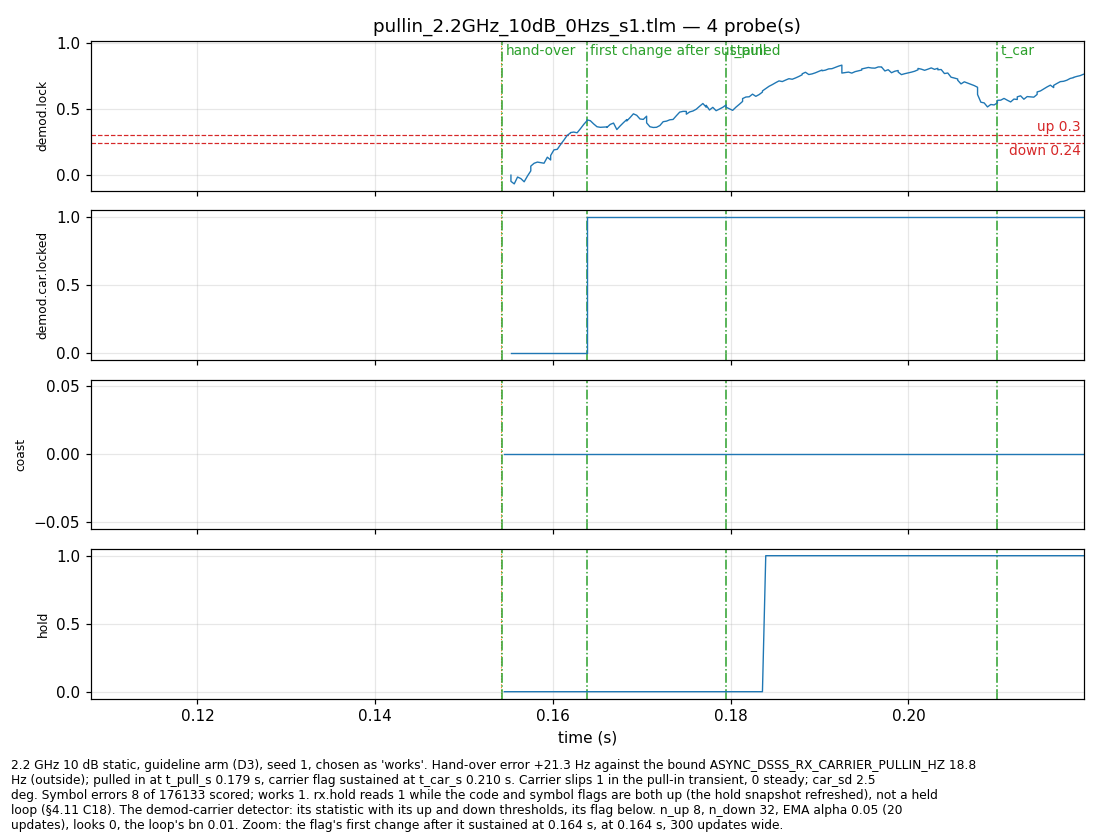 pullin_2.2GHz_10dB_0Hzs_s1.tlm — 4 probe(s)
hand-over
first change after sustained
t_pull
t_car
1.0
0.5
0.0
demod.lock
up 0.3
down 0.24
1.0
0.5
0.0
demod.car.locked
0.05
0.00
−0.05
coast
1.0
0.5
0.0
hold
0.12
0.14
0.16
0.18
0.20
time (s)
2.2 GHz 10 dB static, guideline arm (D3), seed 1, chosen as 'works'. Hand-over error +21.3 Hz against the bound ASYNC_DSSS_RX_CARRIER_PULLIN_HZ 18.8
Hz (outside); pulled in at t_pull_s 0.179 s, carrier flag sustained at t_car_s 0.210 s. Carrier slips 1 in the pull-in transient, 0 steady; car_sd 2.5
deg. Symbol errors 8 of 176133 scored; works 1. rx.hold reads 1 while the code and symbol flags are both up (the hold snapshot refreshed), not a held
loop (§4.11 C18). The demod-carrier detector: its statistic with its up and down thresholds, its flag below. n_up 8, n_down 32, EMA alpha 0.05 (20
updates), looks 0, the loop's bn 0.01. Zoom: the flag's first change after it sustained at 0.164 s, at 0.164 s, 300 updates wide.